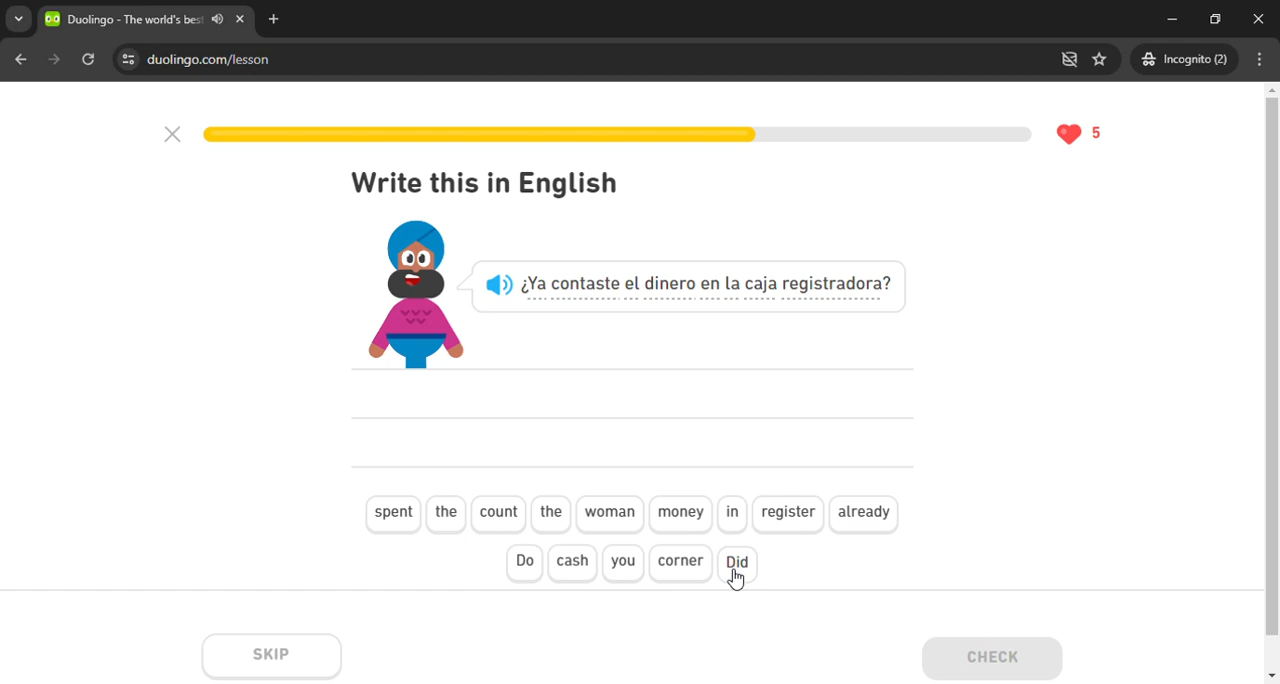 Duolingo - The world's bes
duolingo.com/lesson
Incognito (2)
5
Write this in English
¿Ya contaste el dinero en la caja registradora?
spent the count the woman money in register already
Do cash you corner Did
SKIP
CHECK